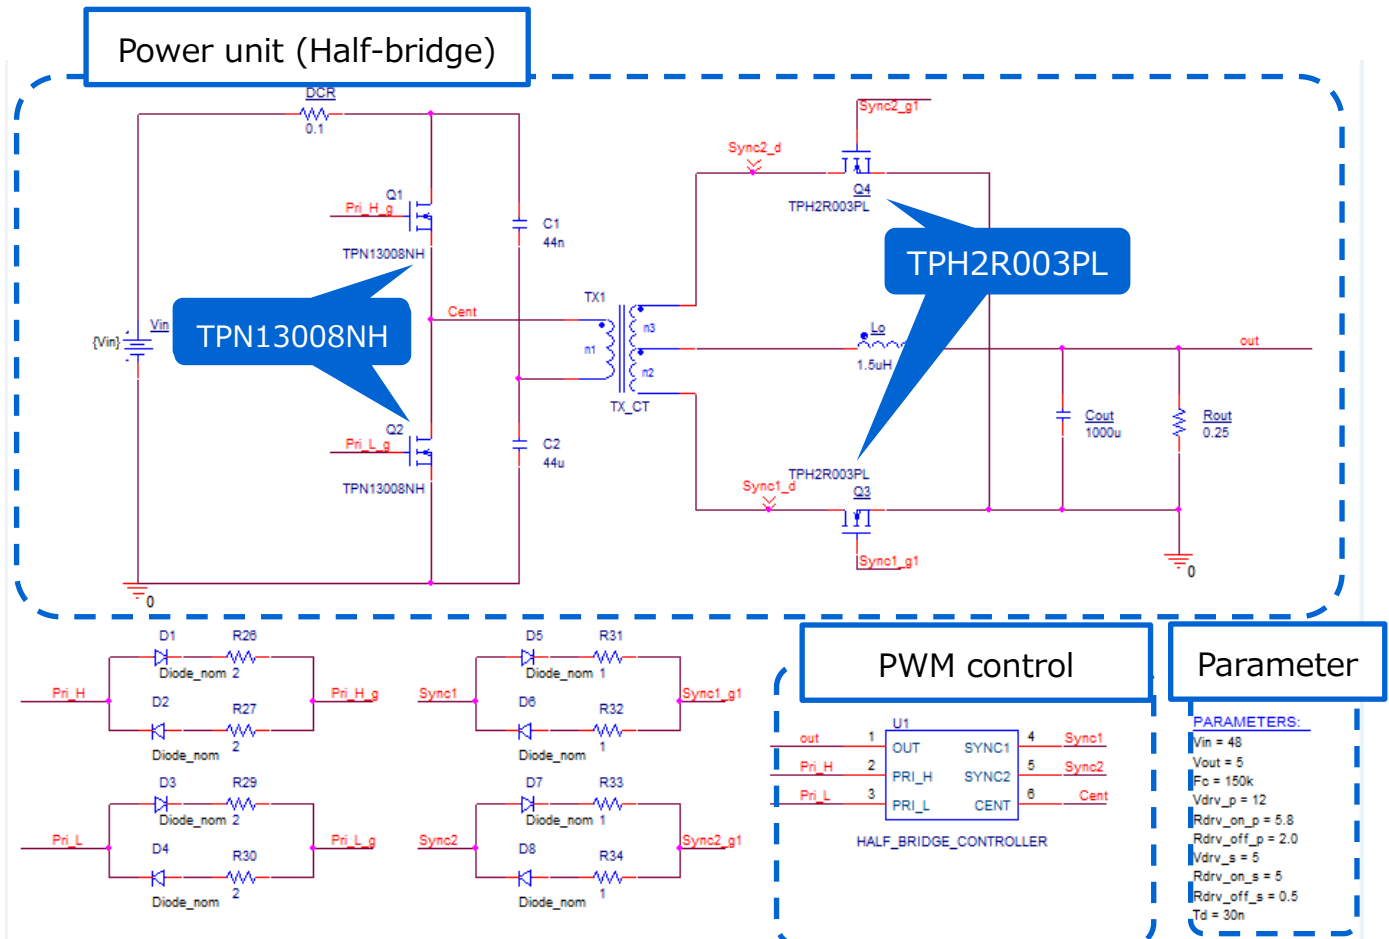 Power unit (Half-bridge)
DCR
0.1
Sync2_g1
Sync2_d
Q4
TPH2R003PL
Q1
Pri_H_g
TPN13008NH
C1
44n
TPH2R003PL
TX1
Cent
n3
n1
n2
TX_CT
Vin
{Vin}
TPN13008NH
Lo
1.5uH
out
Cout
1000u
Rout
0.25
Q2
Pri_L_g
TPN13008NH
C2
44u
TPH2R003PL
Sync1_d
Q3
Sync1_g1
0
0
D1
R26
Diode_nom
2
Pri_H
Pri_H_g
D2
R27
Diode_nom
2
D3
R29
Diode_nom
2
Pri_L
Pri_L_g
D4
R30
Diode_nom
2
D5
R31
Diode_nom
1
Sync1
Sync1_g1
D6
R32
Diode_nom
1
D7
R33
Diode_nom
1
Sync2
Sync2_g1
D8
R34
Diode_nom
1
PWM control
U1
out
1
OUT
SYNC1
4
Sync1
Pri_H
2
PRI_H
SYNC2
5
Sync2
Pri_L
3
PRI_L
CENT
6
Cent
HALF_BRIDGE_CONTROLLER
Parameter
PARAMETERS:
Vin = 48
Vout = 5
Fc = 150k
Vdrv_p = 12
Rdrv_on_p = 5.8
Rdrv_off_p = 2.0
Vdrv_s = 5
Rdrv_on_s = 5
Rdrv_off_s = 0.5
Td = 30n